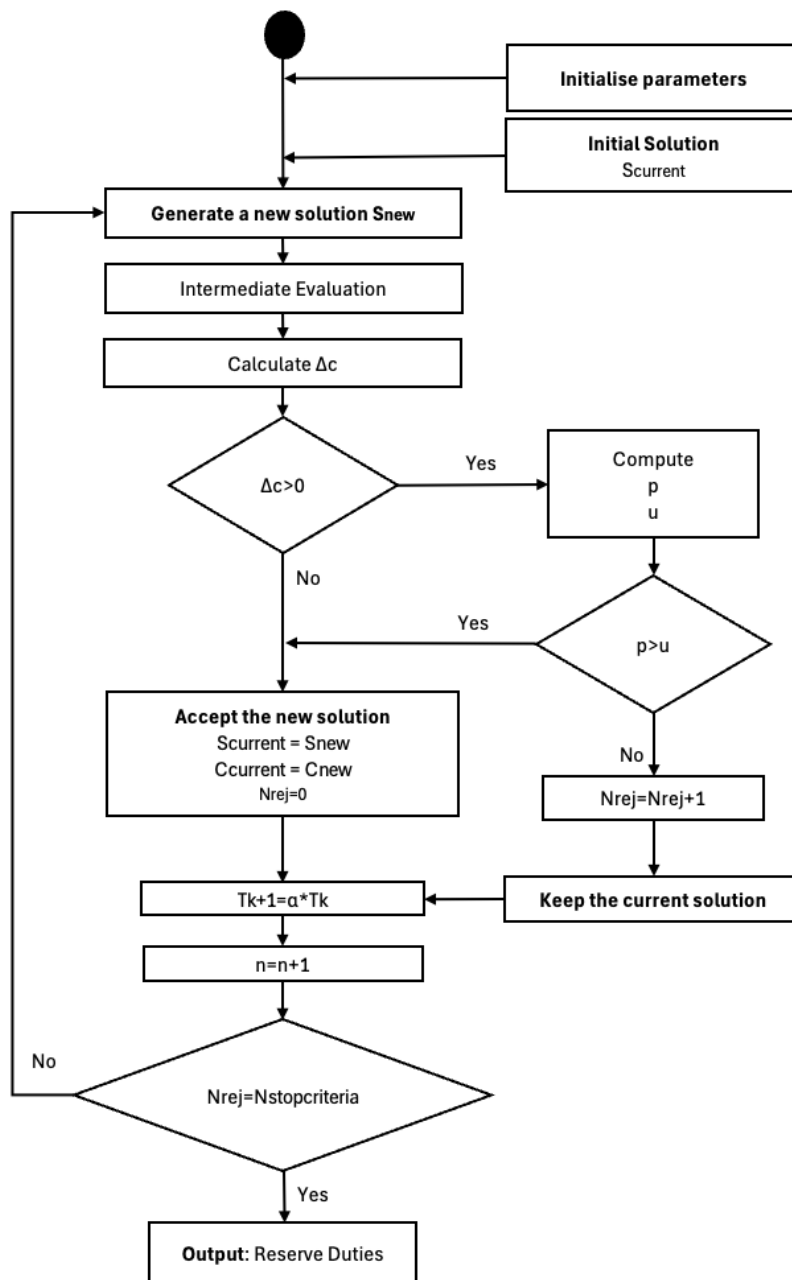 Initialise parameters
Initial Solution
Scurrent
Generate a new solution Snew
Intermediate Evaluation
Calculate Δc
Δc>0
Yes
Compute
p
u
No
Yes
p>u
Accept the new solution
Scurrent = Snew
Ccurrent = Cnew
Nrej=0
No
Nrej=Nrej+1
Tk+1=α*Tk
Keep the current solution
n=n+1
No
Nrej=Nstopcriteria
Yes
Output: Reserve Duties